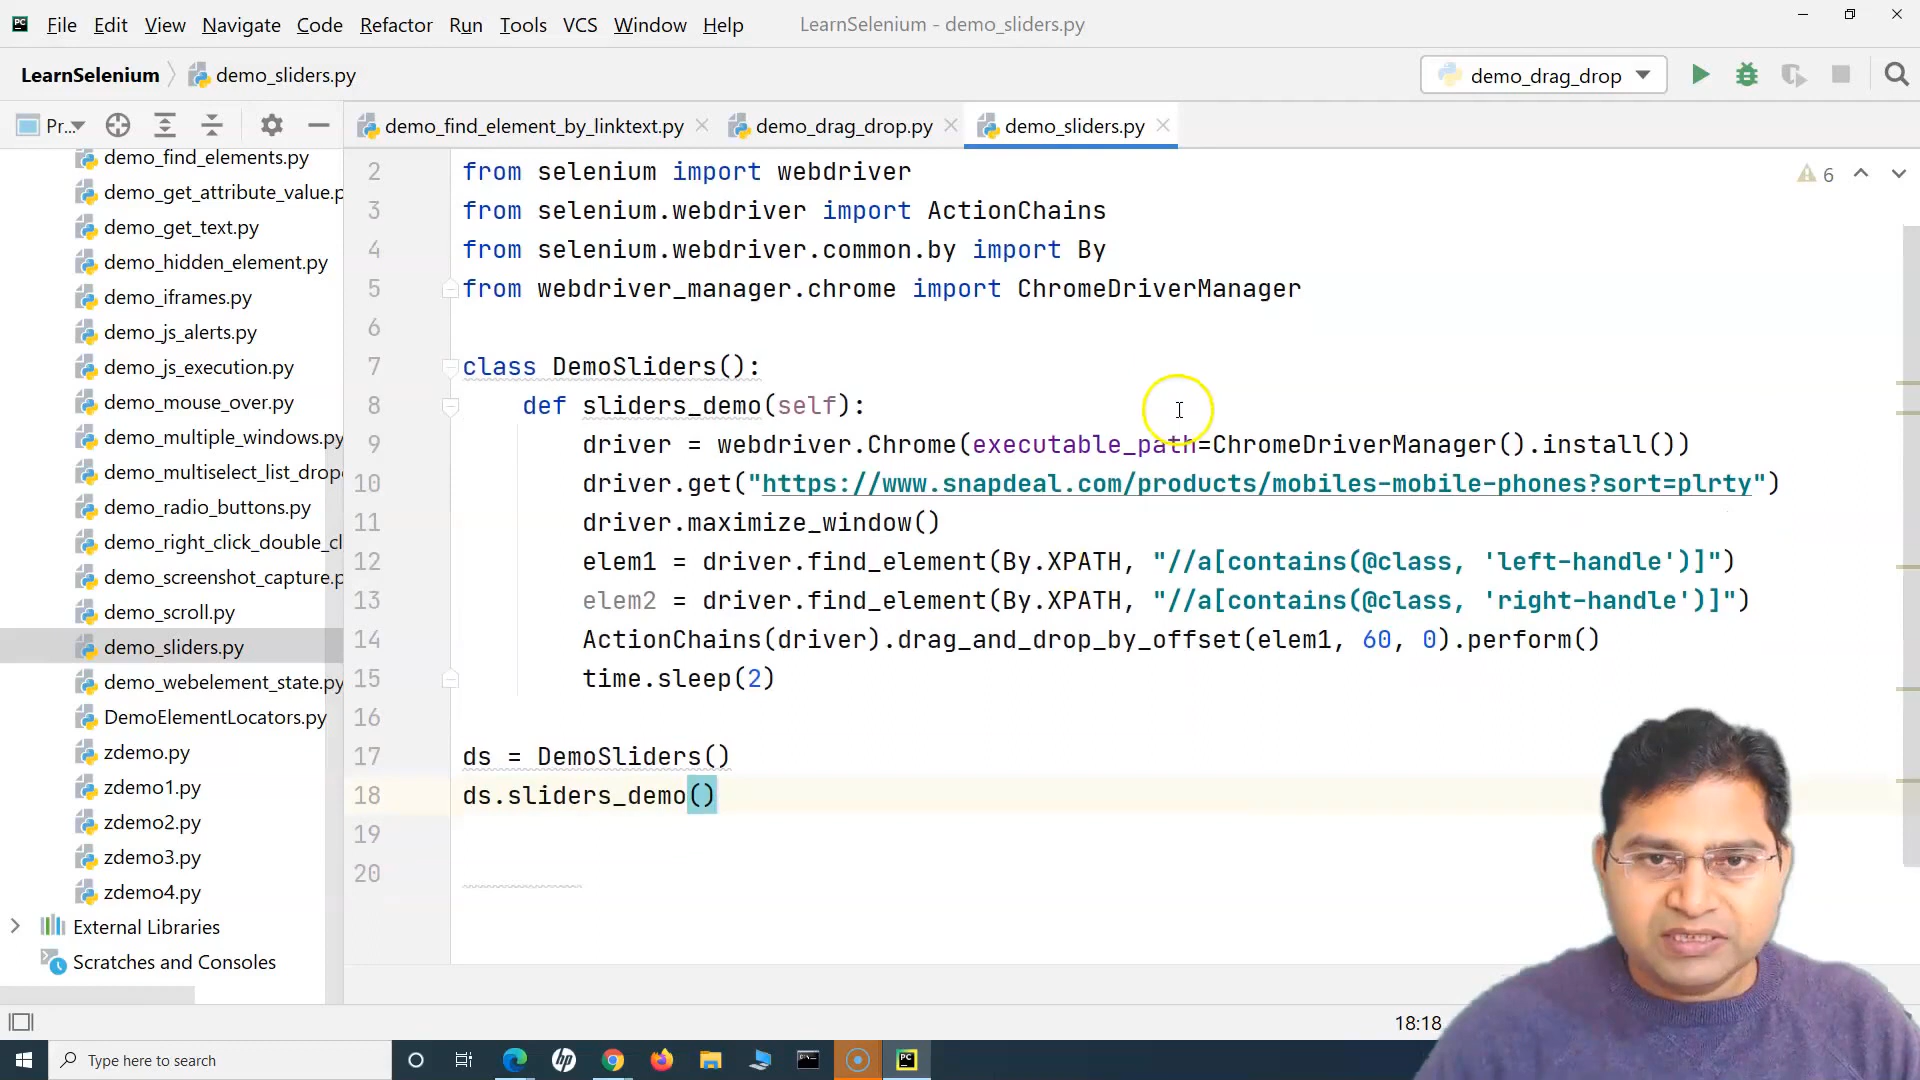 File Edit View Navigate Code Refactor Run Tools VCS Window Help LearnSelenium - demo_sliders.py
LearnSelenium demo_sliders.py
demo_drag_drop
Pr...
demo_find_element_by_linktext.py demo_drag_drop.py demo_sliders.py
demo_find_elements.py
demo_get_attribute_value.p
demo_get_text.py
demo_hidden_element.py
demo_iframes.py
demo_js_alerts.py
demo_js_execution.py
demo_mouse_over.py
demo_multiple_windows.py
demo_multiselect_list_drop
demo_radio_buttons.py
demo_right_click_double_cl
demo_screenshot_capture.p
demo_scroll.py
demo_sliders.py
demo_webelement_state.py
DemoElementLocators.py
zdemo.py
zdemo1.py
zdemo2.py
zdemo3.py
zdemo4.py
External Libraries
Scratches and Consoles
2 from selenium import webdriver
3 from selenium.webdriver import ActionChains
4 from selenium.webdriver.common.by import By
5 from webdriver_manager.chrome import ChromeDriverManager
6
7 class DemoSliders():
8 def sliders_demo(self):
9 driver = webdriver.Chrome(executable_path=ChromeDriverManager().install())
10 driver.get("https://www.snapdeal.com/products/mobiles-mobile-phones?sort=plrty")
11 driver.maximize_window()
12 elem1 = driver.find_element(By.XPATH, "//a[contains(@class, 'left-handle')]")
13 elem2 = driver.find_element(By.XPATH, "//a[contains(@class, 'right-handle')]")
14 ActionChains(driver).drag_and_drop_by_offset(elem1, 60, 0).perform()
15 time.sleep(2)
16
17 ds = DemoSliders()
18 ds.sliders_demo()
19
20
6
18:18
Type here to search